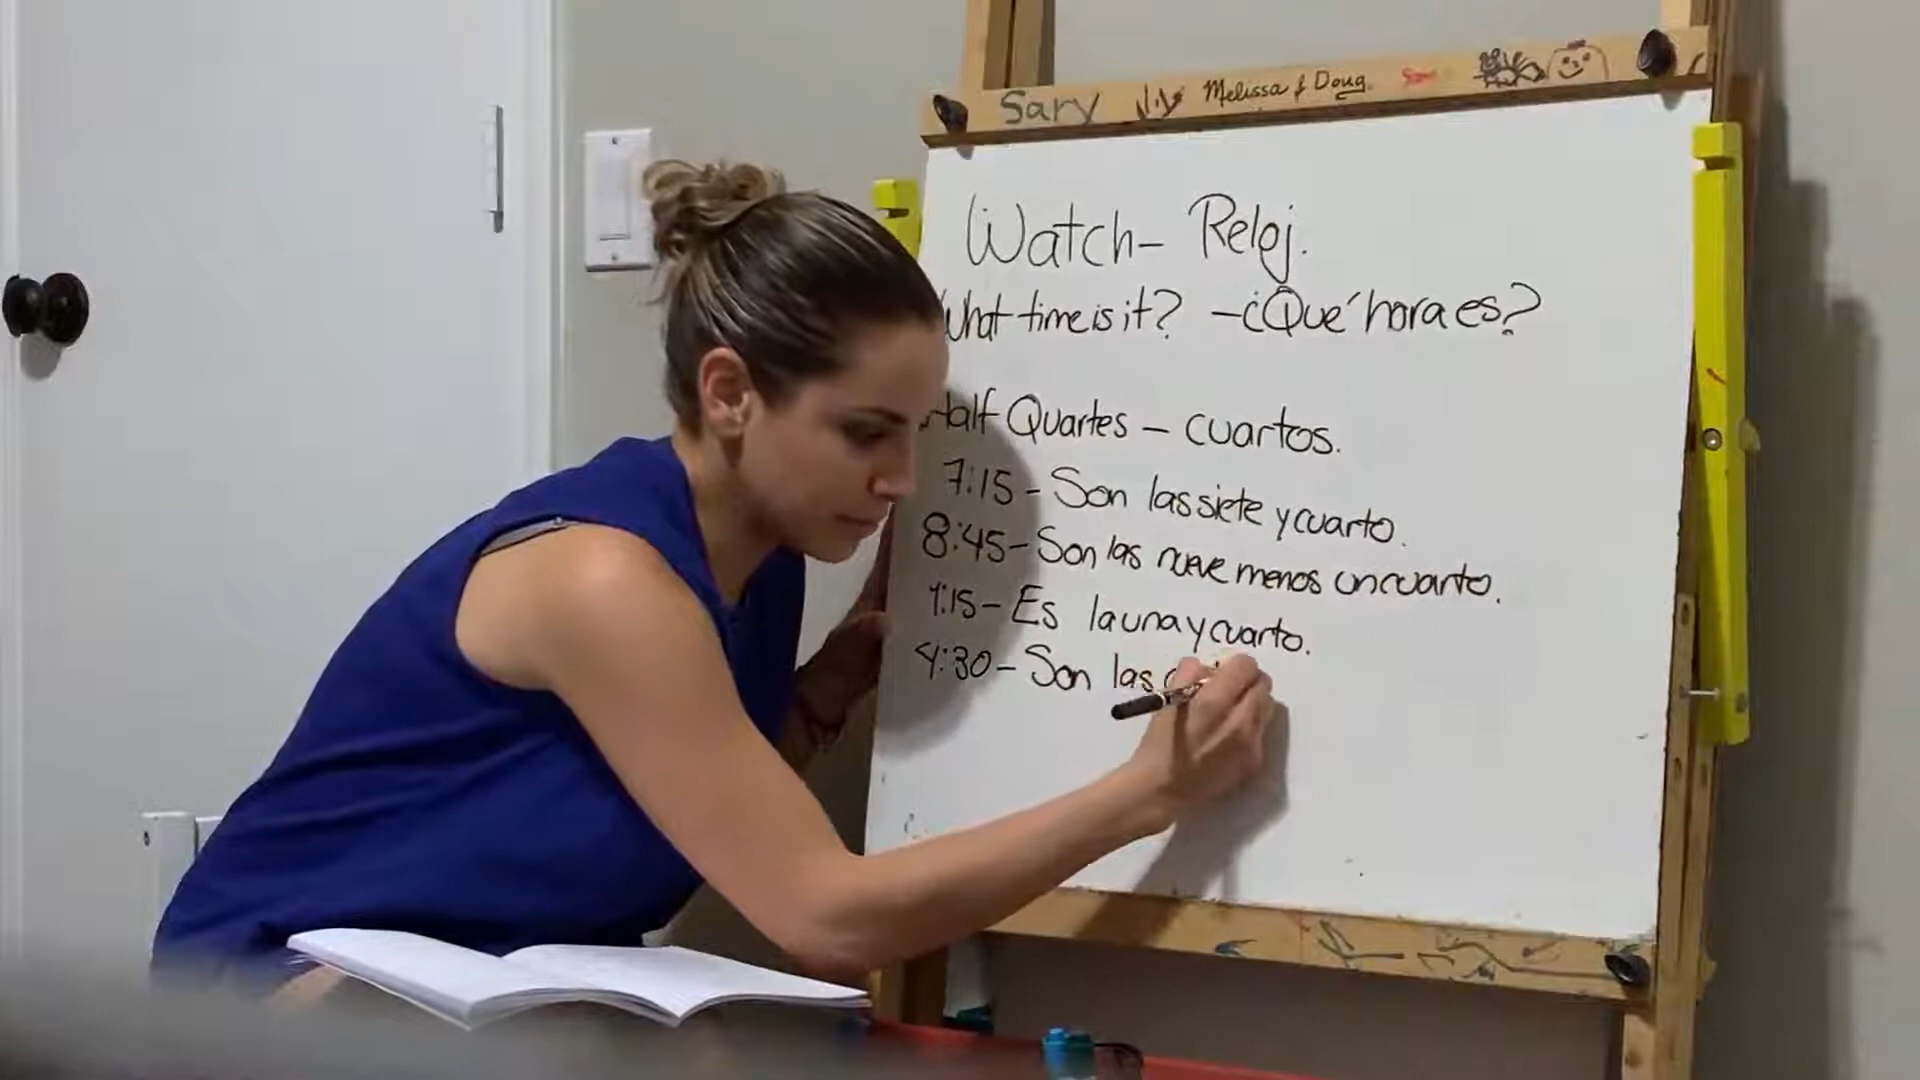 Sary Melissa & Doug
Watch- Reloj.
What time is it? -¿Qué hora es?
Half Quartes - cuartos.
7:15 - Son las siete y cuarto.
8:45- Son las nueve menos un cuarto.
1:15- Es la una y cuarto.
4:30- Son las